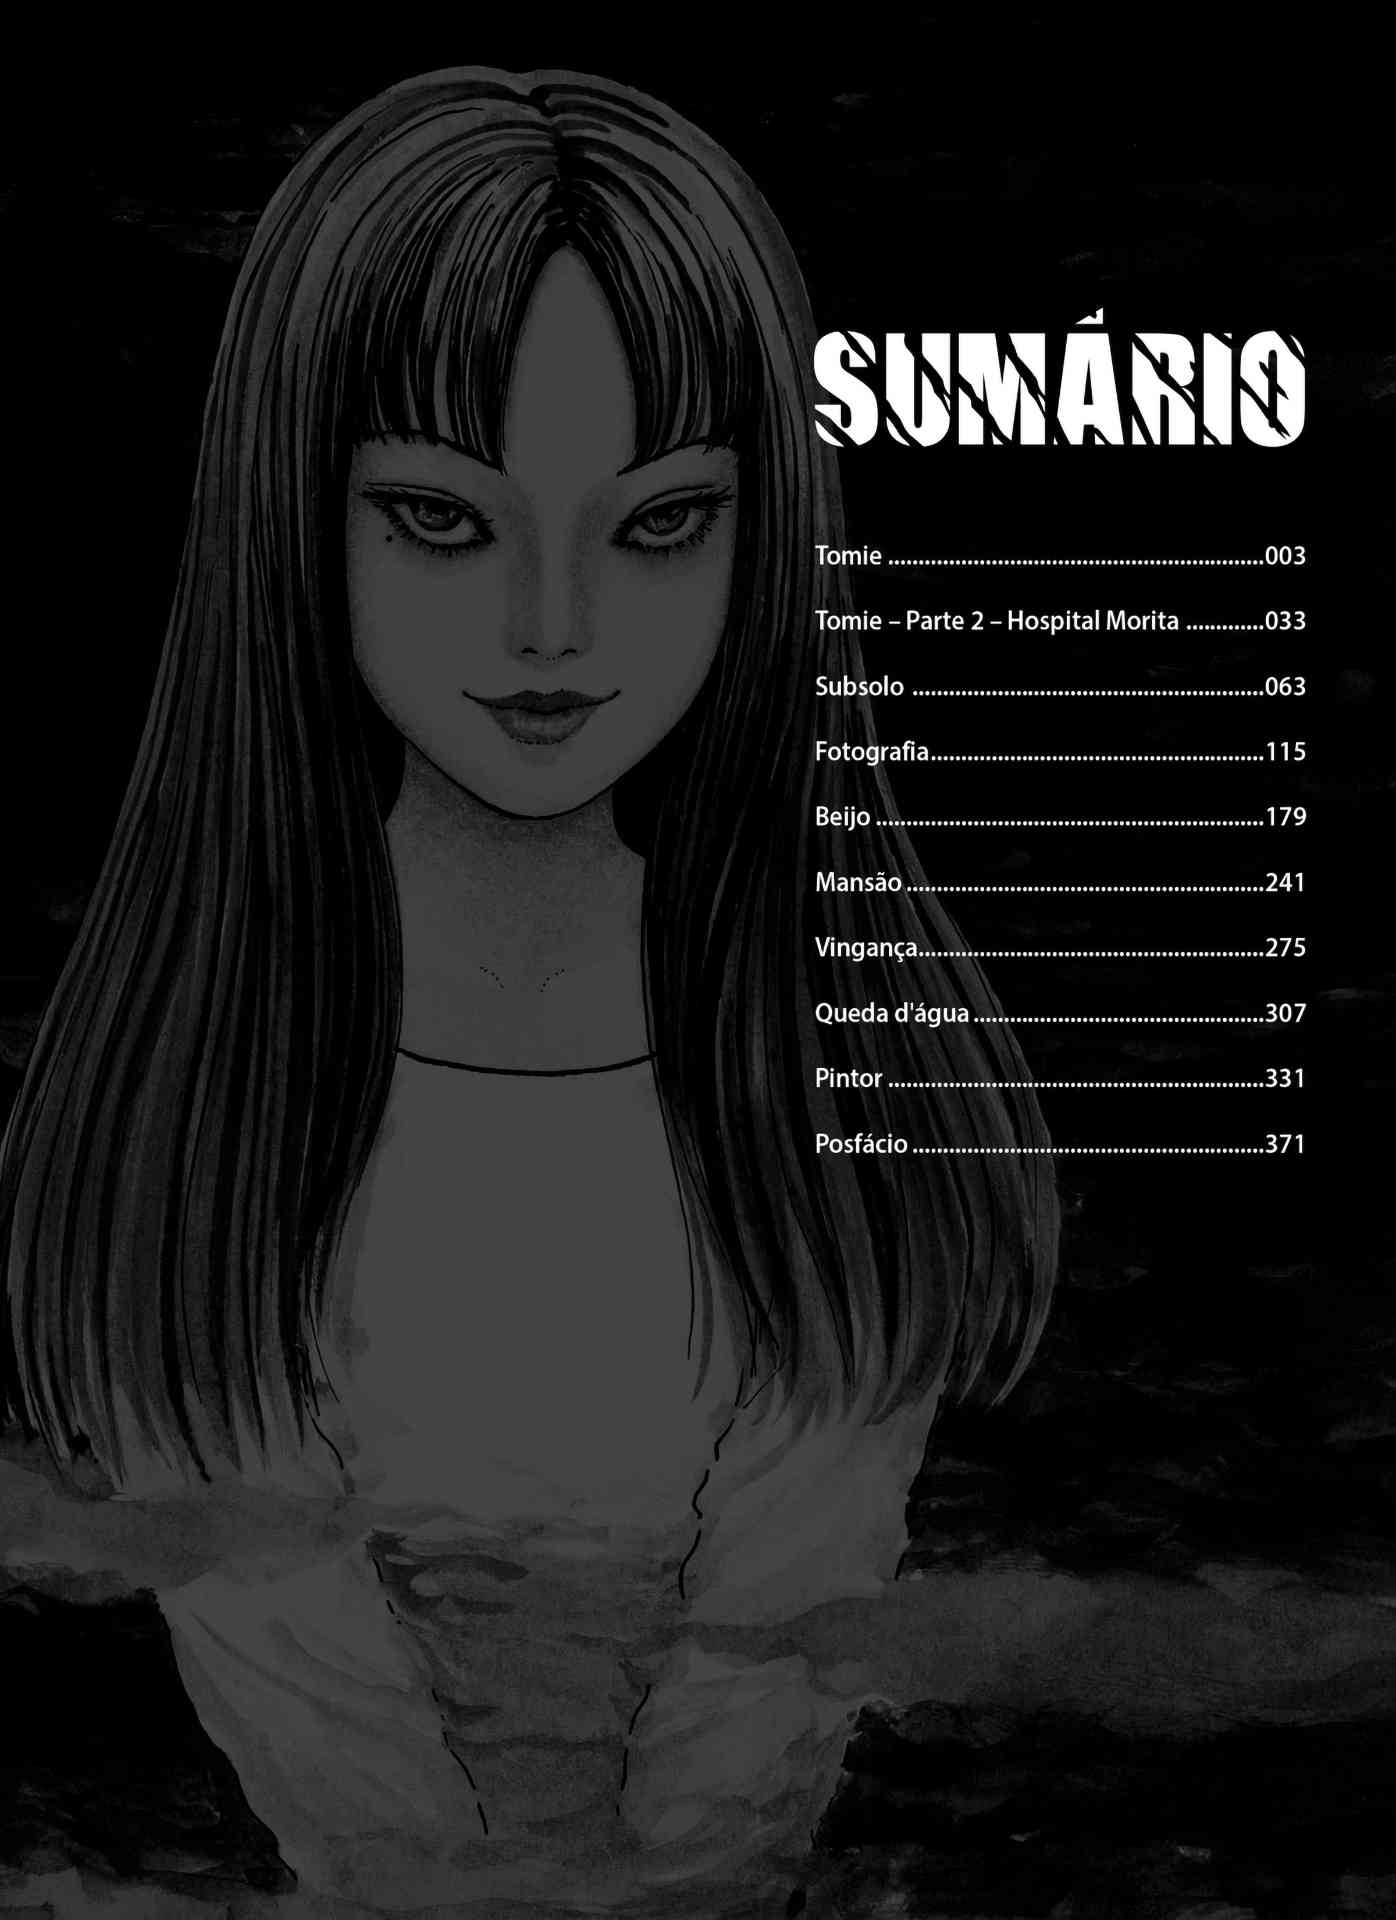 SUMÁRIO
Tomie ..............................................................003
Tomie – Parte 2 – Hospital Morita .............033
Subsolo ..........................................................063
Fotografia.......................................................115
Beijo ................................................................179
Mansão ...........................................................241
Vingança.........................................................275
Queda d'água ................................................307
Pintor ..............................................................331
Posfácio ..........................................................371